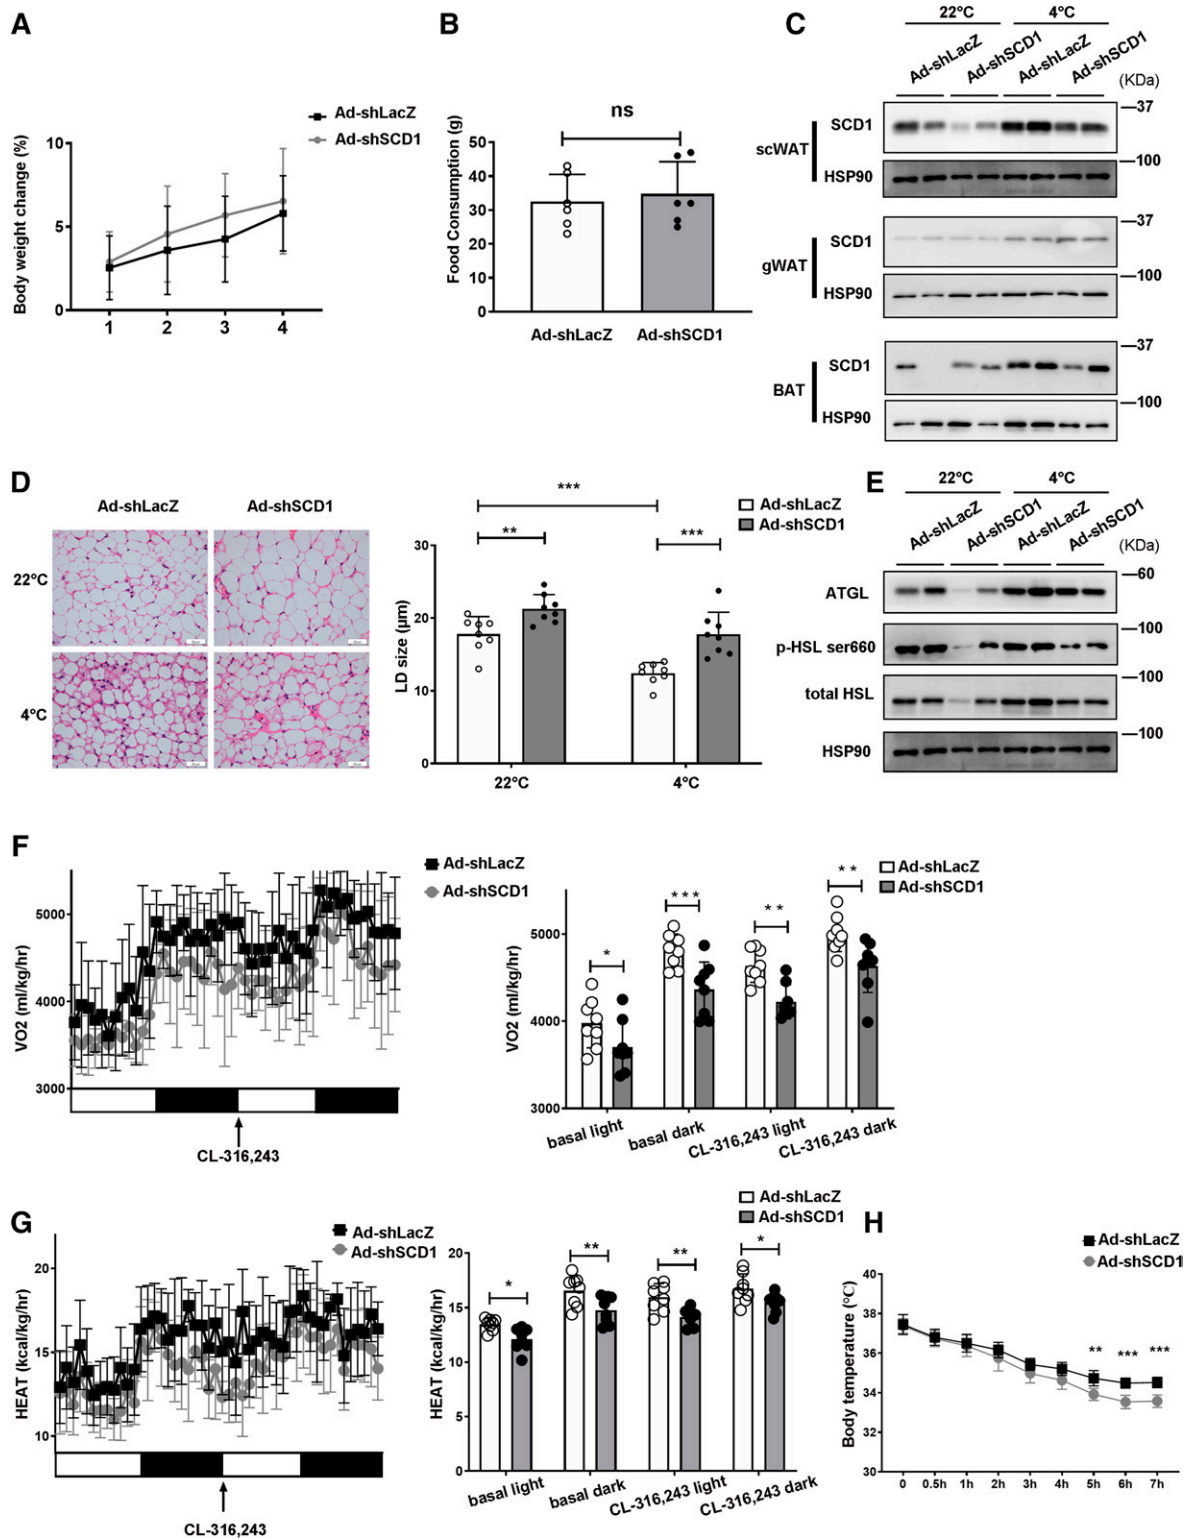 A
Ad-shLacZ
Ad-shSCD1
Body weight change (%)
10
5
0
1 2 3 4
B
ns
Food Consumption (g)
50
40
30
20
10
0
Ad-shLacZ Ad-shSCD1
C
22°C 4°C
Ad-shLacZ Ad-shSCD1 Ad-shLacZ Ad-shSCD1
(KDa)
scWAT
SCD1 —37
HSP90 —100
gWAT
SCD1 —37
HSP90 —100
BAT
SCD1 —37
HSP90 —100
D
Ad-shLacZ Ad-shSCD1
22°C
4°C
Ad-shLacZ
Ad-shSCD1
***
** ***
LD size (μm)
30
20
10
0
22°C 4°C
E
22°C 4°C
Ad-shLacZ Ad-shSCD1 Ad-shLacZ Ad-shSCD1
(KDa)
ATGL —60
p-HSL ser660 —100
total HSL —100
HSP90 —100
F
Ad-shLacZ
Ad-shSCD1
VO2 (ml/kg/hr)
5000
4000
3000
CL-316,243
Ad-shLacZ
Ad-shSCD1
* *** ** **
VO2 (ml/kg/hr)
5000
4000
3000
basal light basal dark CL-316,243 light CL-316,243 dark
G
Ad-shLacZ
Ad-shSCD1
HEAT (kcal/kg/hr)
20
15
10
CL-316,243
Ad-shLacZ
Ad-shSCD1
* ** ** *
HEAT (kcal/kg/hr)
20
15
10
5
0
basal light basal dark CL-316,243 light CL-316,243 dark
H
Ad-shLacZ
Ad-shSCD1
Body temperature (°C)
40
38
36
34
32
30
** *** ***
0 0.5h 1h 2h 3h 4h 5h 6h 7h